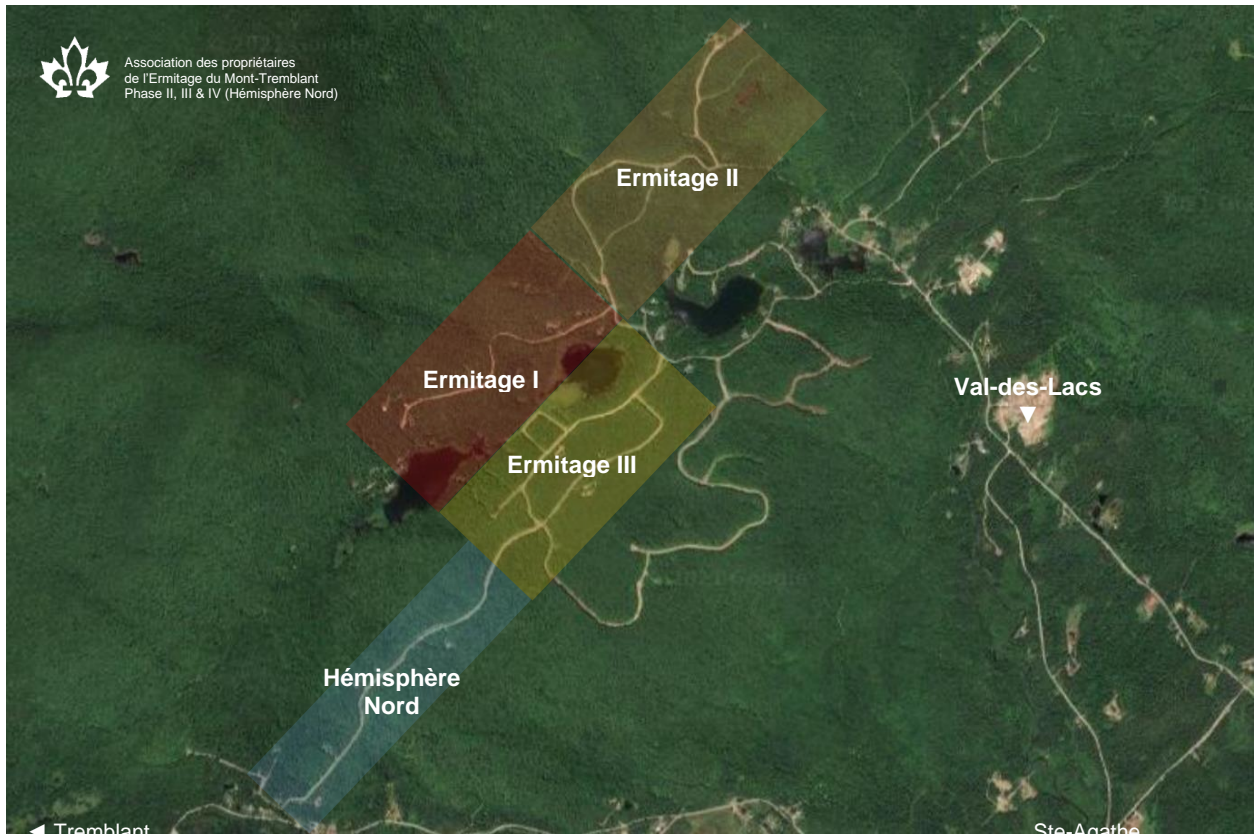 Association des propriétaires
de l'Ermitage du Mont-Tremblant
Phase II, III & IV (Hémisphère Nord)
Ermitage II
Ermitage I
Val-des-Lacs
▼
Ermitage III
Hémisphère
Nord
◄ Tremblant
Ste-Agathe